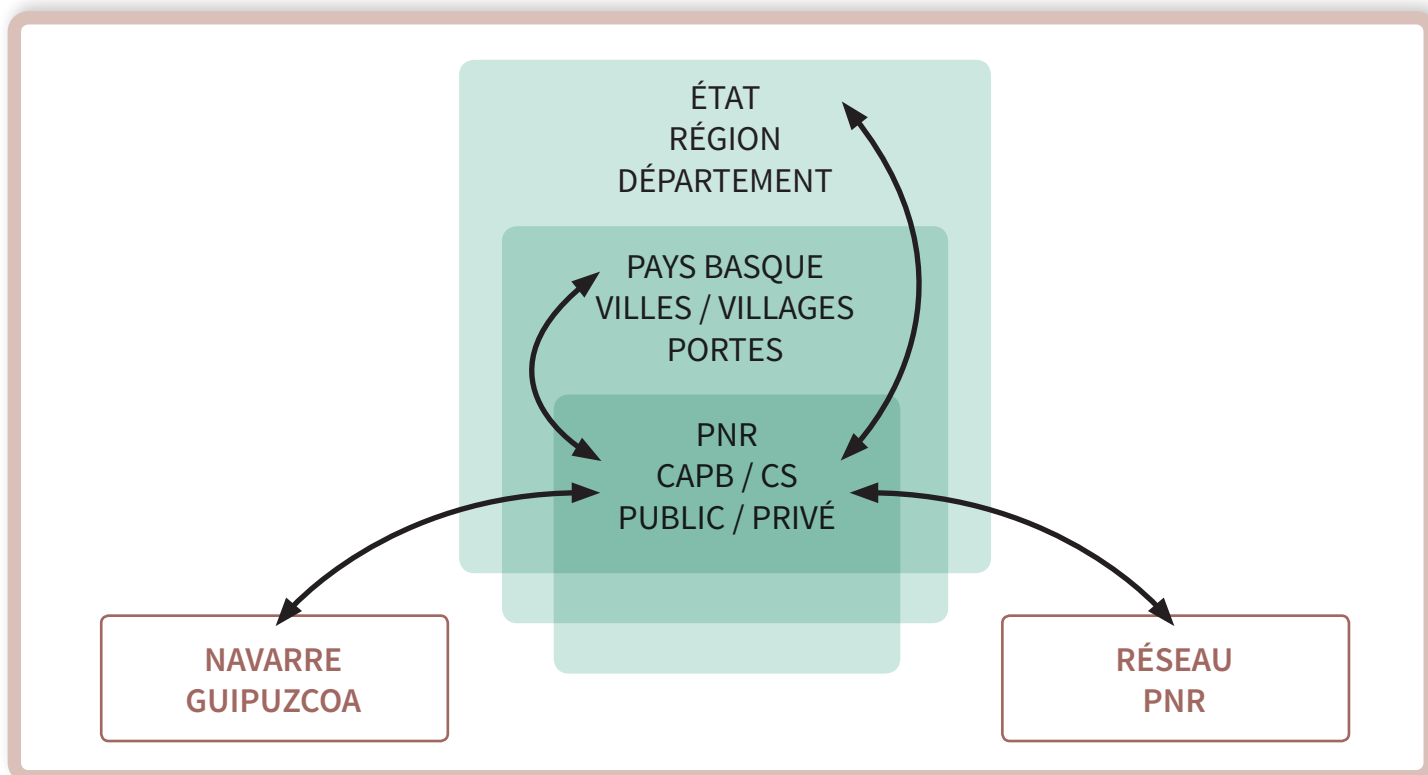 ÉTAT
RÉGION
DÉPARTEMENT
PAYS BASQUE
VILLES / VILLAGES
PORTES
PNR
CAPB / CS
PUBLIC / PRIVÉ
NAVARRE
GUIPUZCOA
RÉSEAU
PNR